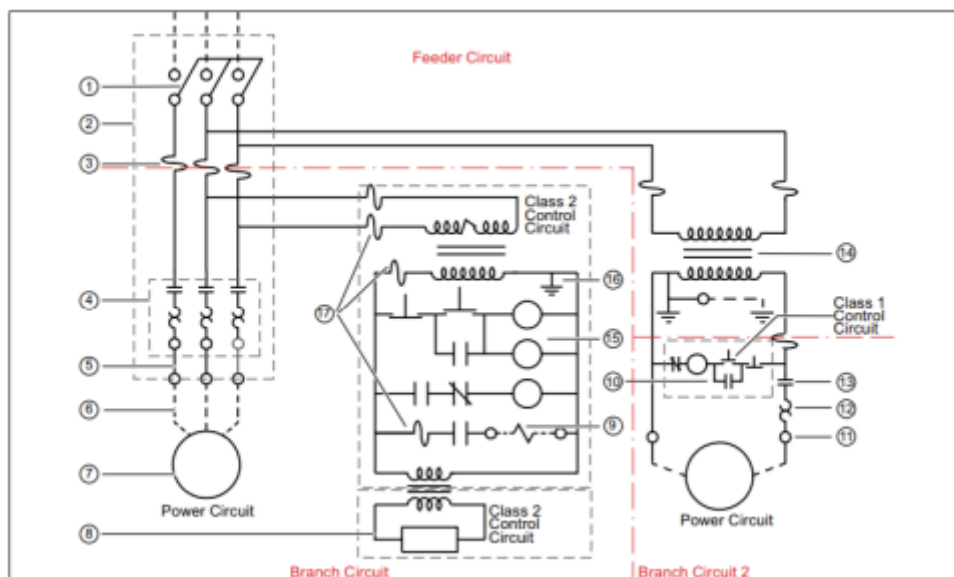 Feeder Circuit
1
2
3
Class 2
Control
Circuit
14
4
16
17
Class 1
Control
Circuit
15
5
10
13
6
9
12
11
7
Power Circuit
Power Circuit
8
Class 2
Control
Circuit
Branch Circuit
Branch Circuit 2